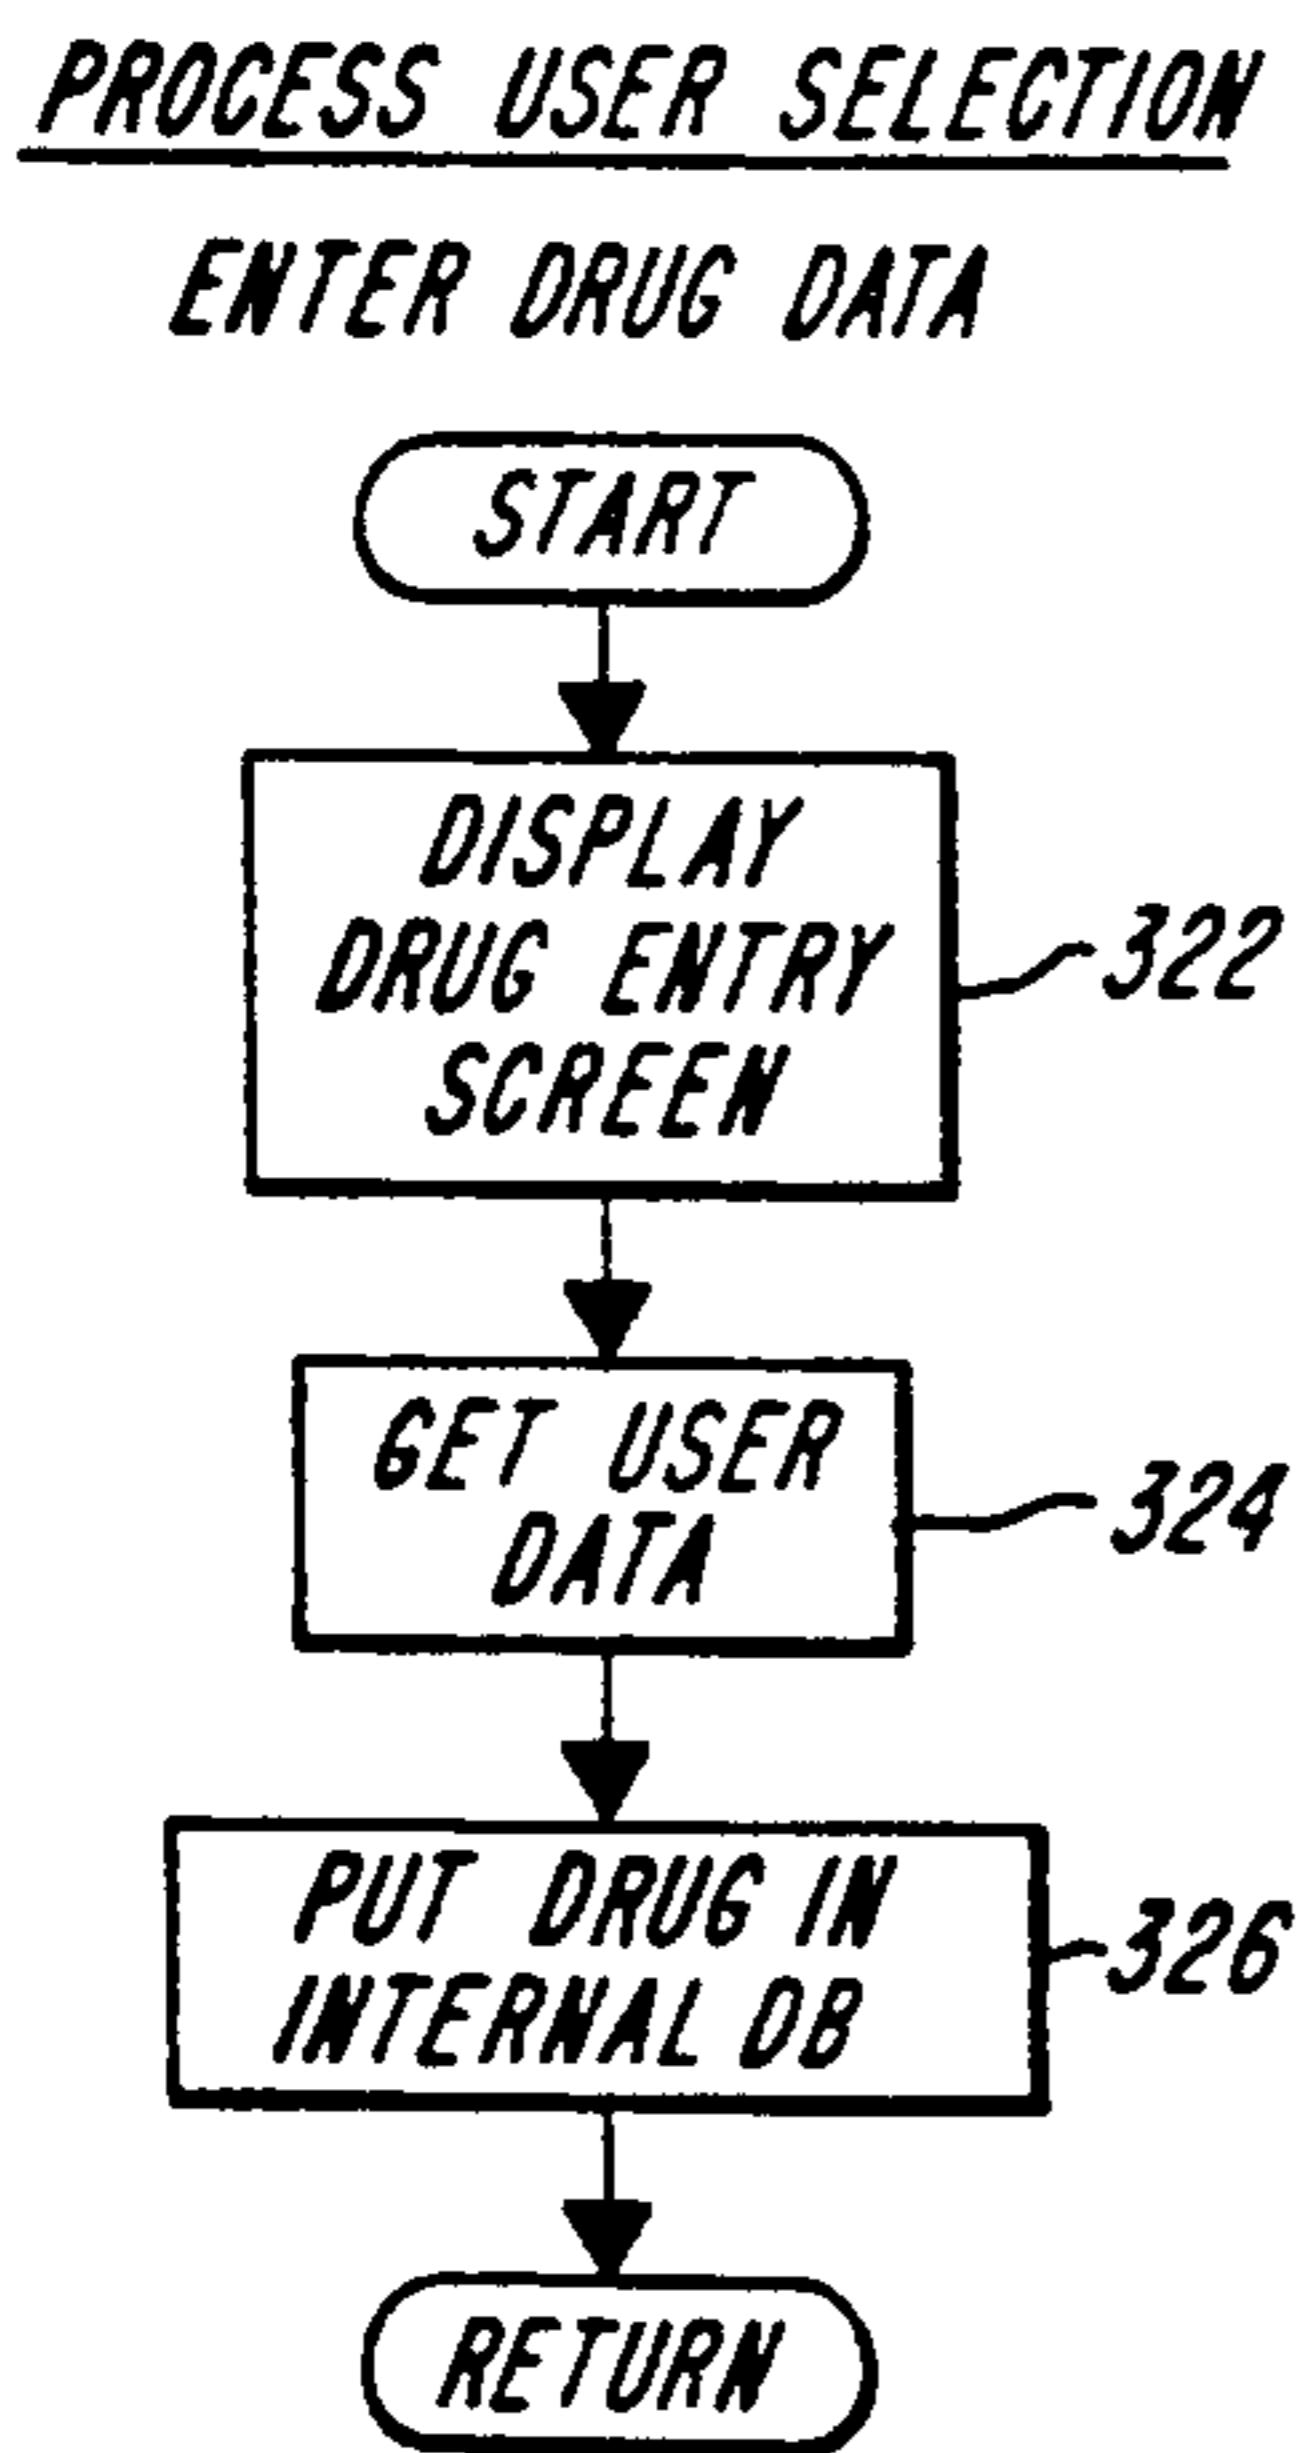 PROCESS USER SELECTION
ENTER DRUG DATA
START
DISPLAY
DRUG ENTRY
SCREEN
322
GET USER
DATA
324
PUT DRUG IN
INTERNAL DB
326
RETURN